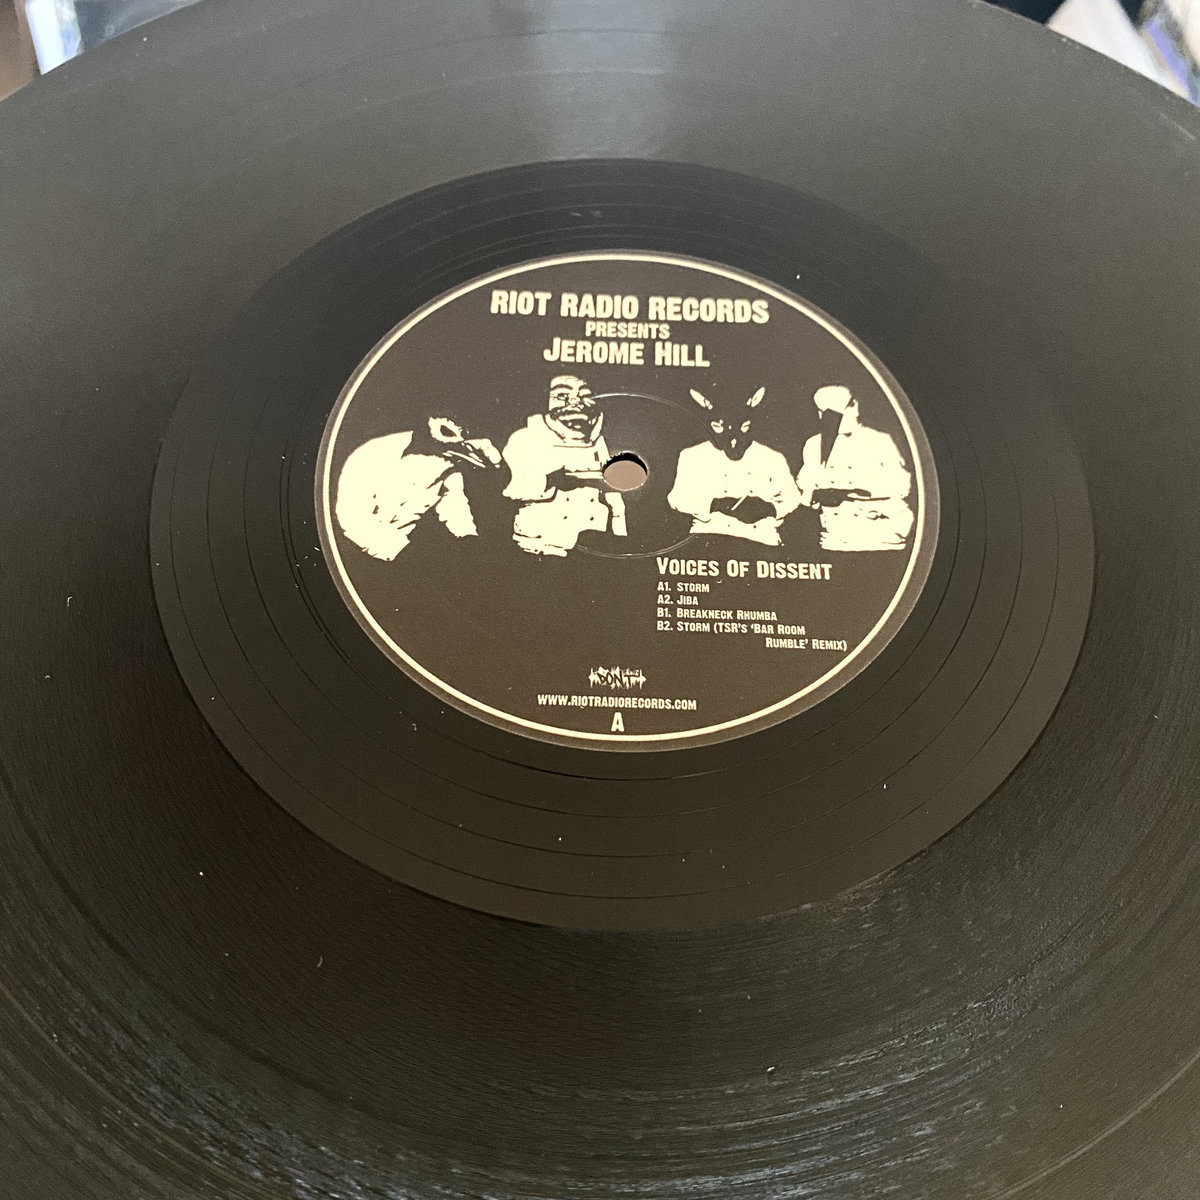 RIOT RADIO RECORDS
PRESENTS
JEROME HILL
VOICES OF DISSENT
A1. STORM
A2. JIBA
B1. BREAKNECK RHUMBA
B2. STORM (TSR'S 'BAR ROOM
RUMBLE' REMIX)
DON'T
WWW.RIOTRADIORECORDS.COM
A